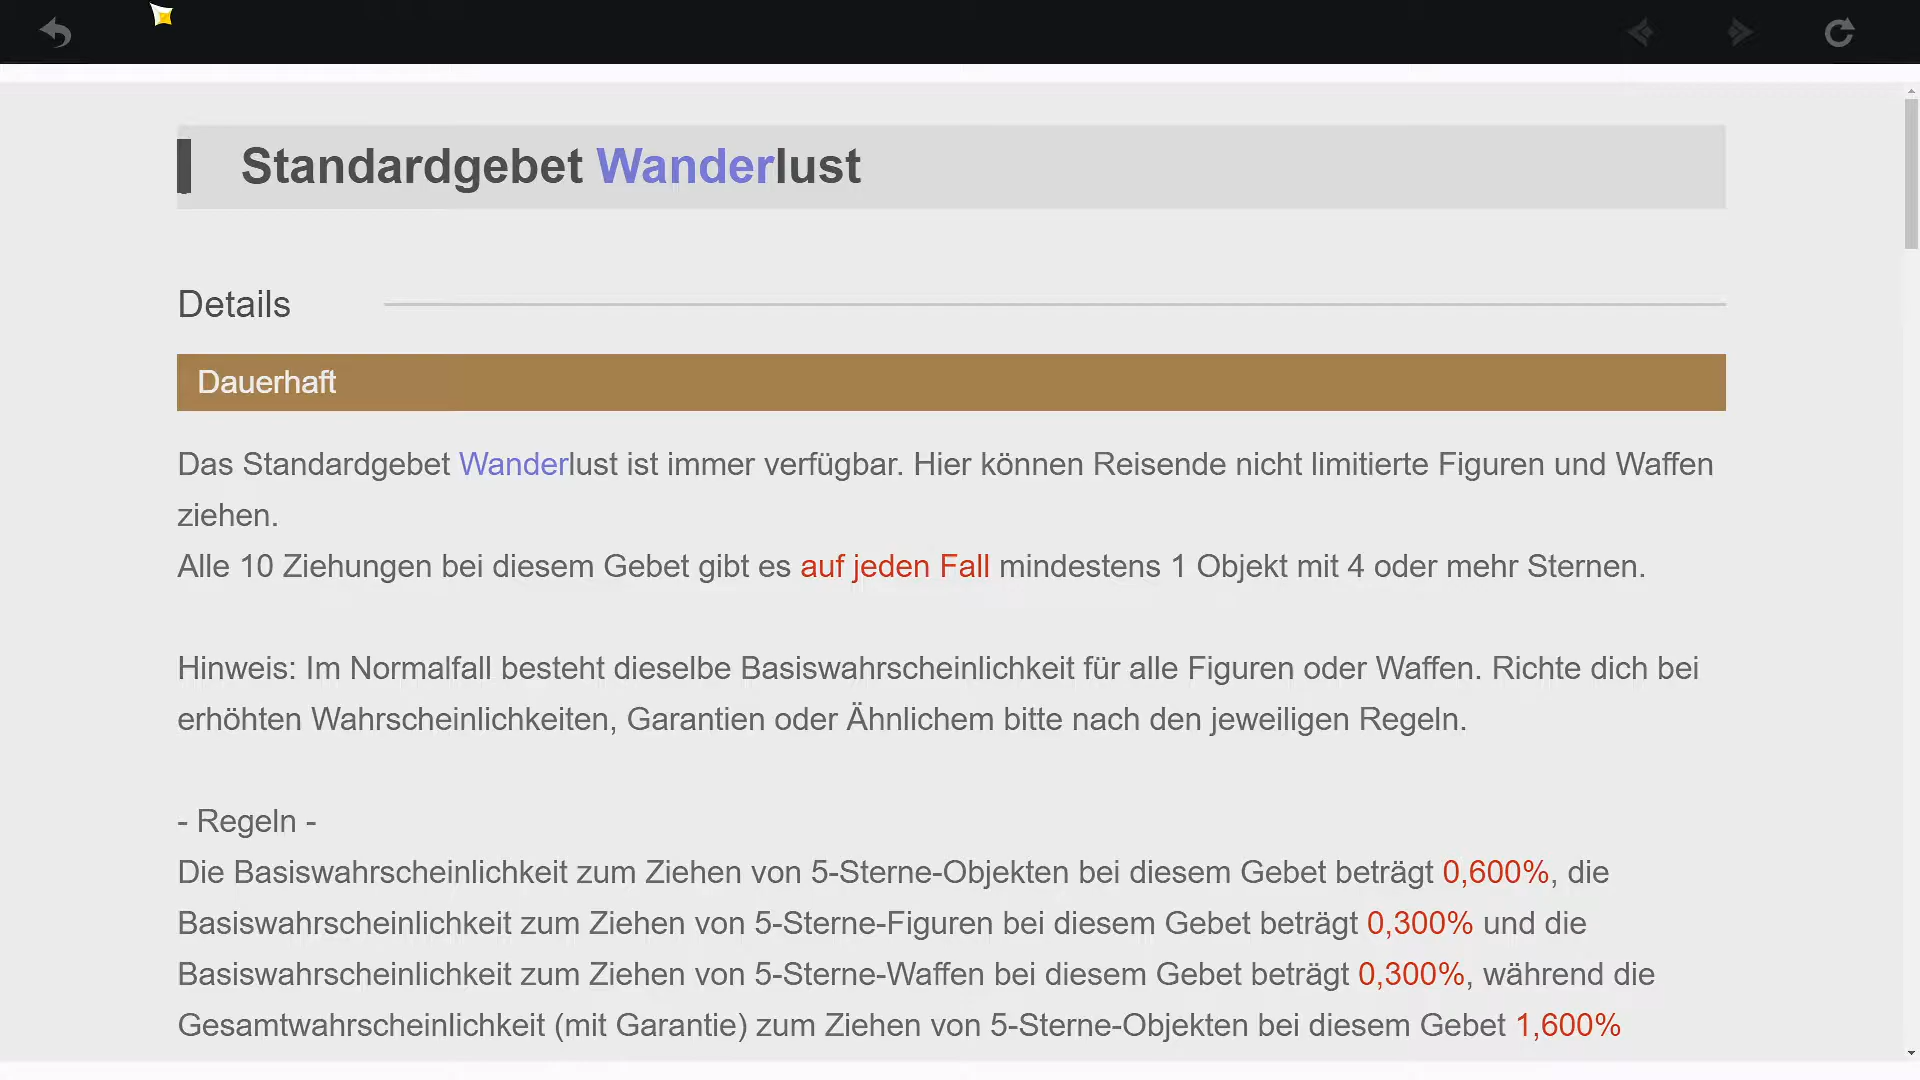 Standardgebet Wanderlust
Details
Dauerhaft
Das Standardgebet Wanderlust ist immer verfügbar. Hier können Reisende nicht limitierte Figuren und Waffen
ziehen.
Alle 10 Ziehungen bei diesem Gebet gibt es auf jeden Fall mindestens 1 Objekt mit 4 oder mehr Sternen.
Hinweis: Im Normalfall besteht dieselbe Basiswahrscheinlichkeit für alle Figuren oder Waffen. Richte dich bei
erhöhten Wahrscheinlichkeiten, Garantien oder Ähnlichem bitte nach den jeweiligen Regeln.
- Regeln -
Die Basiswahrscheinlichkeit zum Ziehen von 5-Sterne-Objekten bei diesem Gebet beträgt 0,600%, die
Basiswahrscheinlichkeit zum Ziehen von 5-Sterne-Figuren bei diesem Gebet beträgt 0,300% und die
Basiswahrscheinlichkeit zum Ziehen von 5-Sterne-Waffen bei diesem Gebet beträgt 0,300%, während die
Gesamtwahrscheinlichkeit (mit Garantie) zum Ziehen von 5-Sterne-Objekten bei diesem Gebet 1,600%